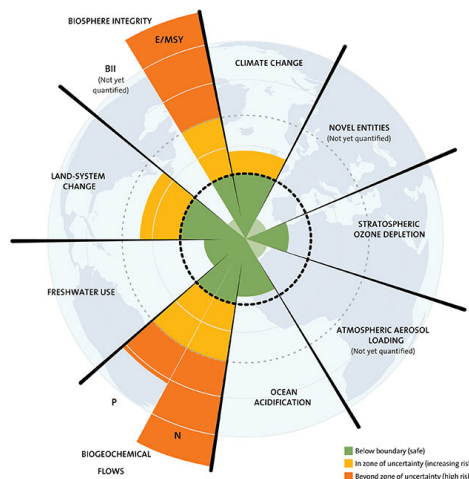 BIOSPHERE INTEGRITY
E/MSY
CLIMATE CHANGE
BII
(Not yet
quantified)
NOVEL ENTITIES
(Not yet quantified)
LAND-SYSTEM
CHANGE
STRATOSPHERIC
OZONE DEPLETION
FRESHWATER USE
ATMOSPHERIC AEROSOL
LOADING
(Not yet quantified)
P
OCEAN
ACIDIFICATION
N
BIOGEOCHEMICAL
FLOWS
Below boundary (safe)
In zone of uncertainty (increasing risk
Beyond zone of uncertainty (high risk